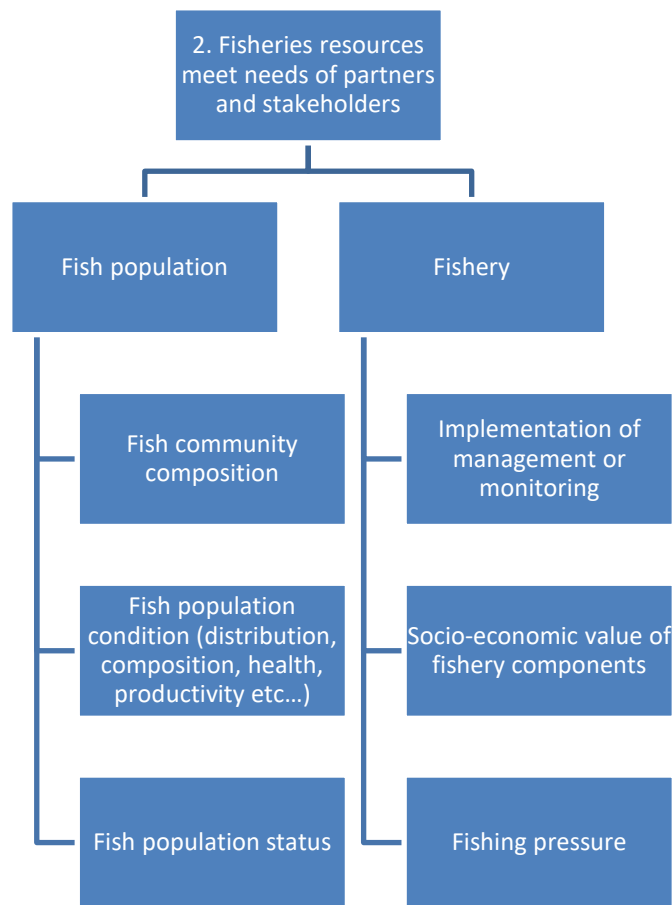 2. Fisheries resources
meet needs of partners
and stakeholders
Fish population
Fishery
Fish community
composition
Implementation of
management or
monitoring
Fish population
condition (distribution,
composition, health,
productivity etc…)
Socio-economic value of
fishery components
Fish population status
Fishing pressure